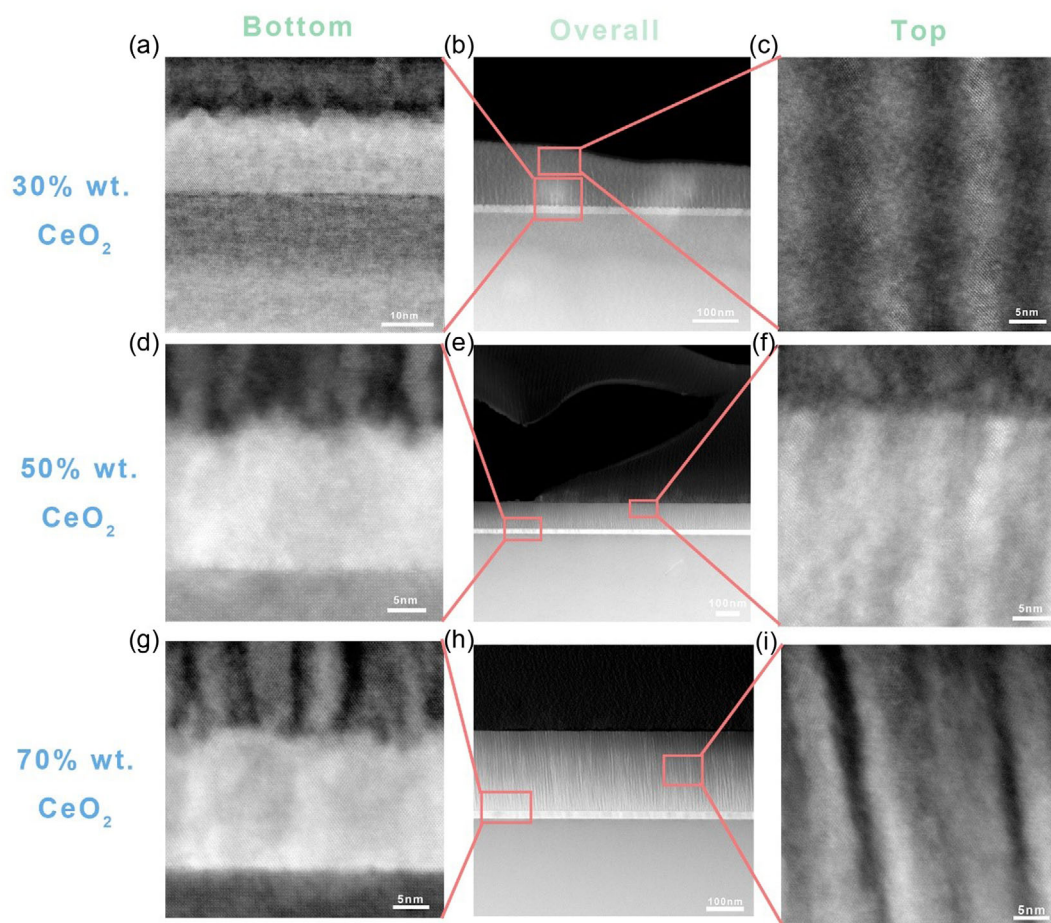 Bottom Overall Top
(a) (b) (c)
30% wt.
CeO₂
10nm 100nm 5nm
(d) (e) (f)
50% wt.
CeO₂
5nm 100nm 5nm
(g) (h) (i)
70% wt.
CeO₂
5nm 100nm 5nm